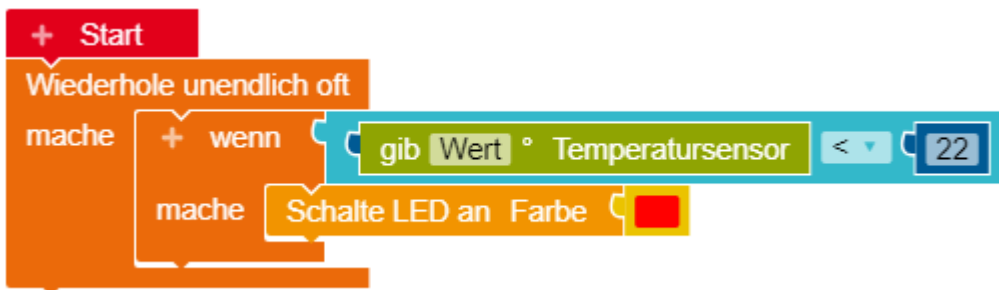 + Start
Wiederhole unendlich oft
mache + wenn gib Wert ° Temperatursensor < 22
mache Schalte LED an Farbe